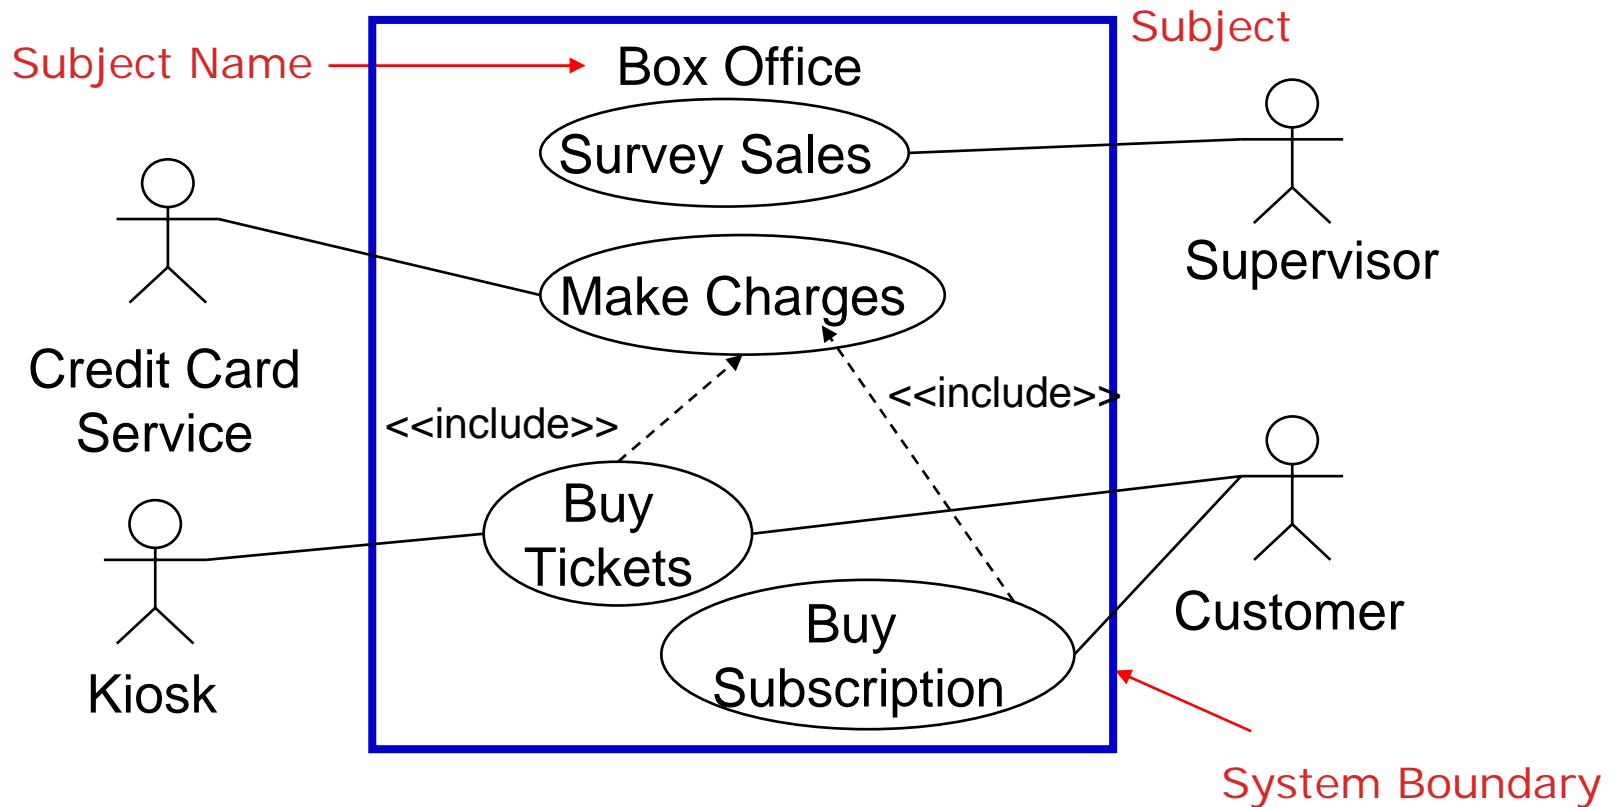 Subject
Subject Name
Box Office
Survey Sales
Supervisor
Make Charges
Credit Card
Service
<<include>>
<<include>>
Buy
Tickets
Customer
Buy
Subscription
Kiosk
System Boundary